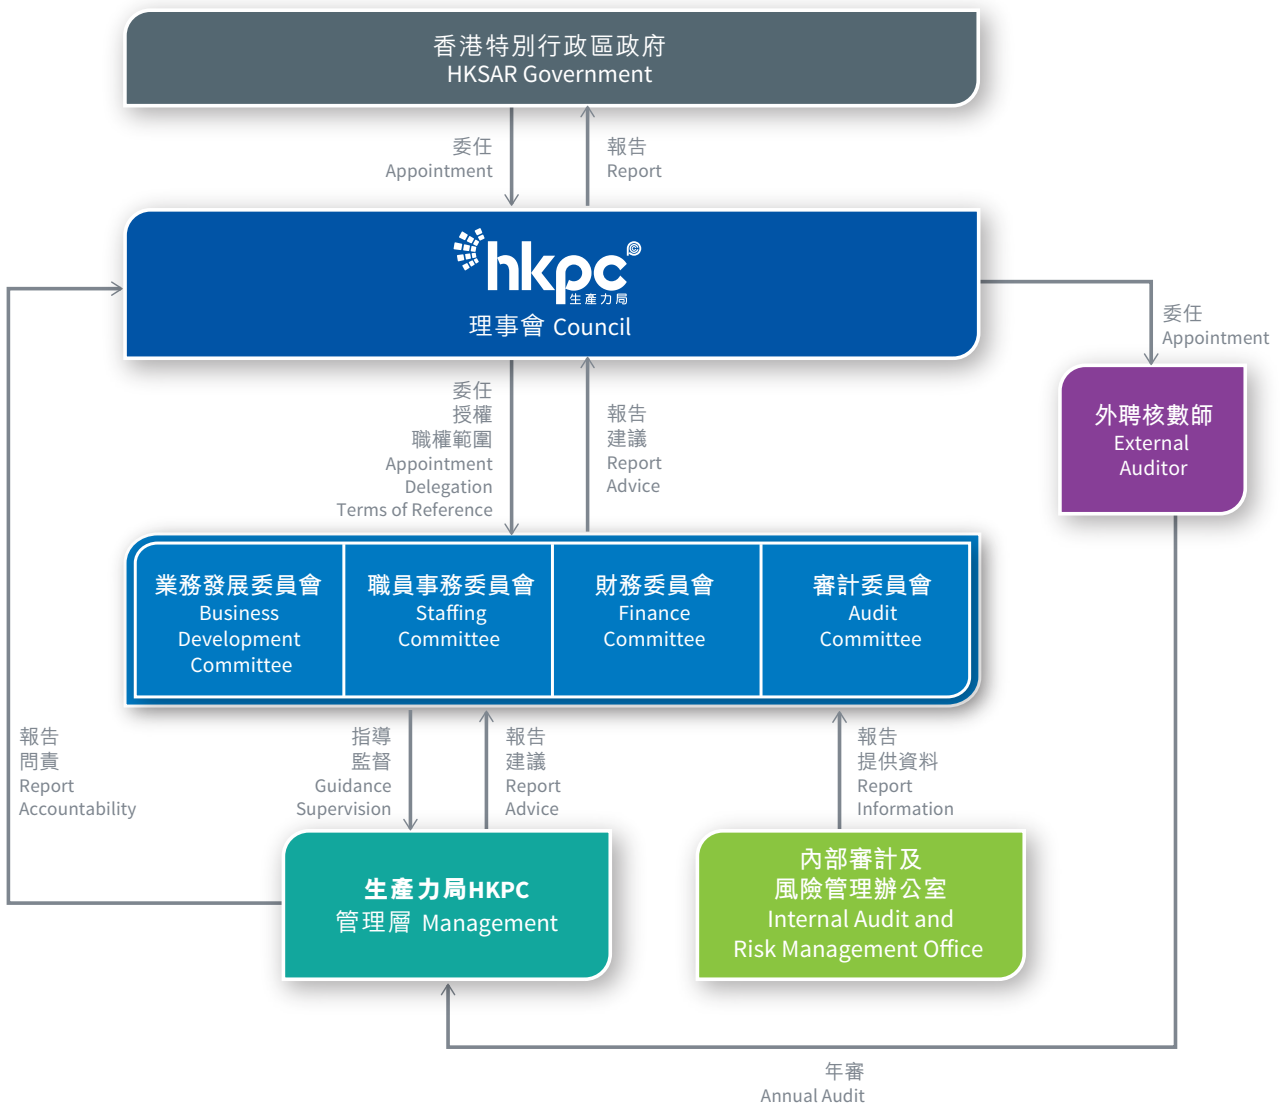 香港特別行政區政府
HKSAR Government
委任
Appointment
報告
Report
hkpc
生產力局
理事會 Council
委任
Appointment
委任
授權
職權範圍
Appointment
Delegation
Terms of Reference
報告
建議
Report
Advice
外聘核數師
External
Auditor
業務發展委員會
Business
Development
Committee
職員事務委員會
Staffing
Committee
財務委員會
Finance
Committee
審計委員會
Audit
Committee
報告
問責
Report
Accountability
指導
監督
Guidance
Supervision
報告
建議
Report
Advice
報告
提供資料
Report
Information
生產力局HKPC
管理層 Management
內部審計及
風險管理辦公室
Internal Audit and
Risk Management Office
年審
Annual Audit